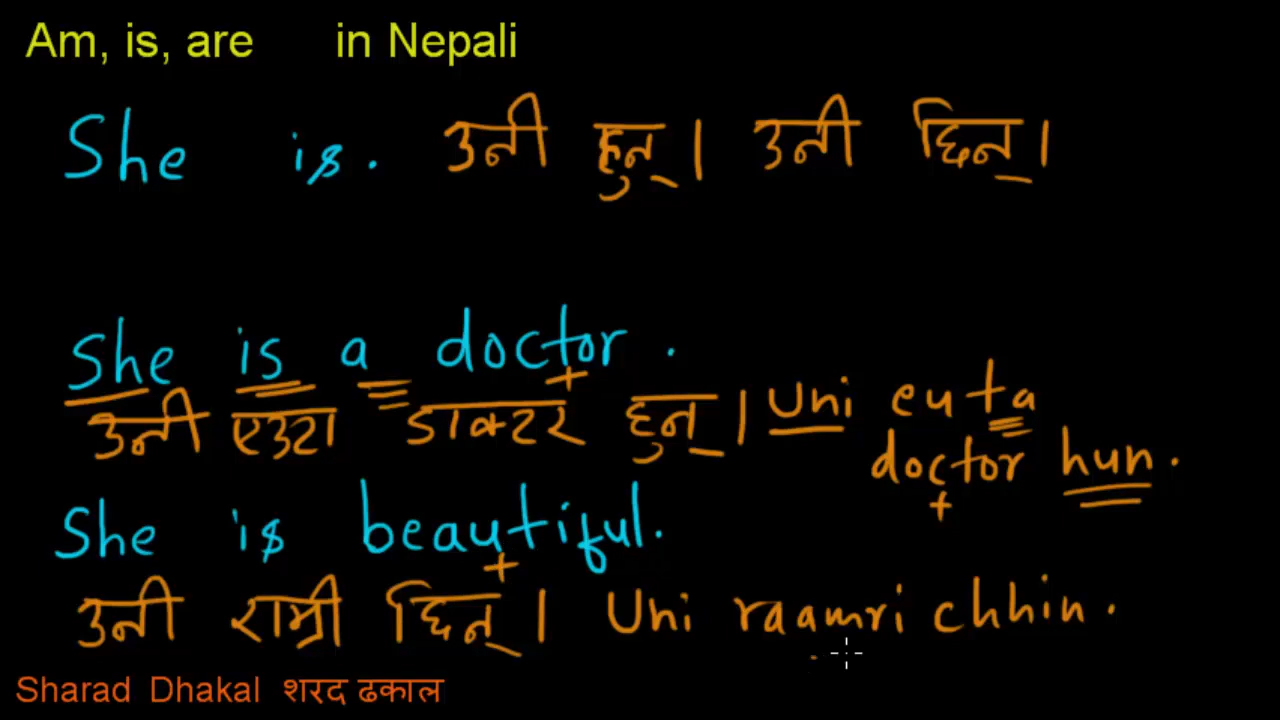 Am, is, are in Nepali
She is. उनी हुन्। उनी छिन्।
She is a doctor.
उनी एउटा डाक्टर हुन्। Uni euta
doctor hun.
She is beautiful.
उनी राम्री छिन्। Uni raamri chhin.
Sharad Dhakal शरद ढकाल